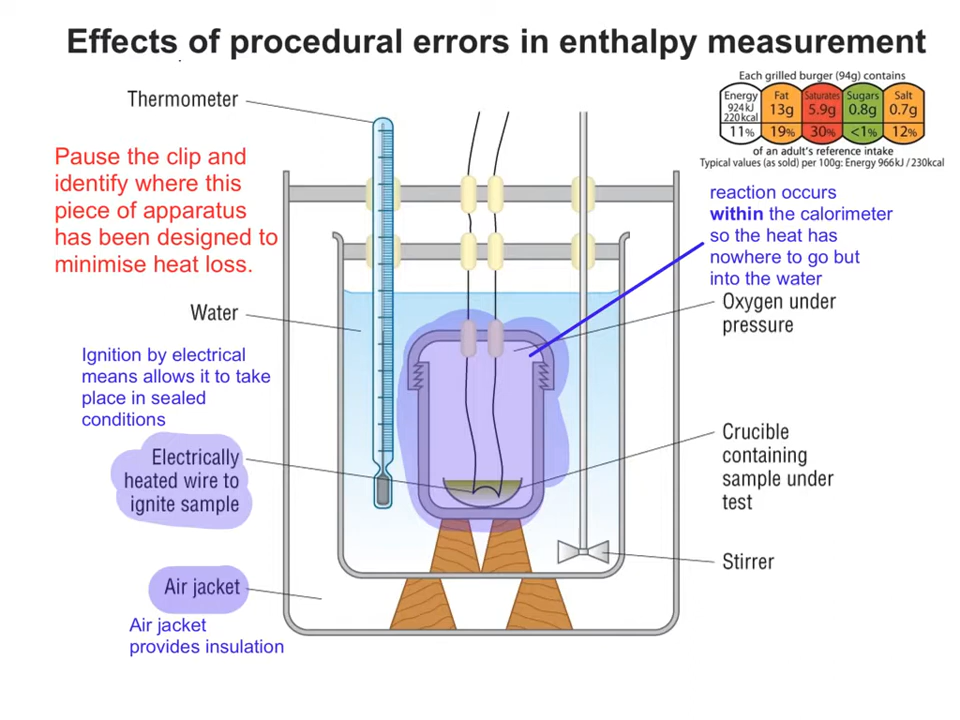 Effects of procedural errors in enthalpy measurement
Each grilled burger (94g) contains
Energy
924kJ
220kcal
11%
Fat
13g
19%
Saturates
5.9g
30%
Sugars
0.8g
<1%
Salt
0.7g
12%
of an adult's reference intake
Typical values (as sold) per 100g: Energy 966kJ / 230kcal
Thermometer
Pause the clip and
identify where this
piece of apparatus
has been designed to
minimise heat loss.
reaction occurs
within the calorimeter
so the heat has
nowhere to go but
into the water
Water
Oxygen under
pressure
Ignition by electrical
means allows it to take
place in sealed
conditions
Electrically
heated wire to
ignite sample
Crucible
containing
sample under
test
Stirrer
Air jacket
Air jacket
provides insulation